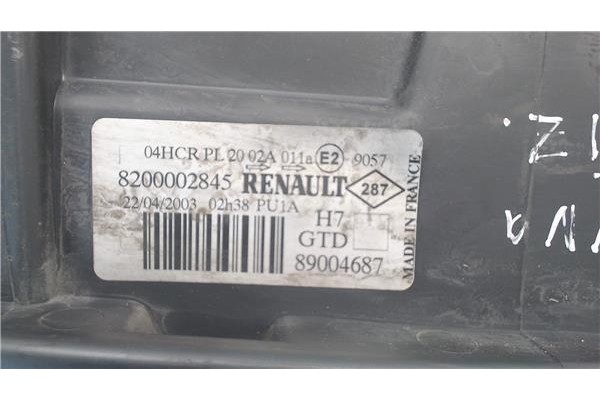 04HCR PL 20 02A 011a E2 9057
8200002845 RENAULT 287
22/04/2003 02h38 PU1A
H7
GTD
89004687
MADE IN FRANCE